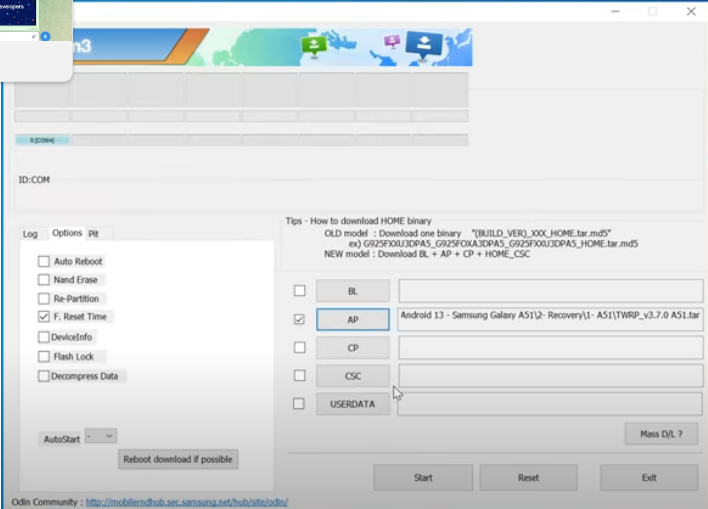 evelopers
n3
0 [COM4]
ID:COM
Log Options Pit
Auto Reboot
Nand Erase
Re-Partition
F. Reset Time
DeviceInfo
Flash Lock
Decompress Data
AutoStart -
Reboot download if possible
Tips - How to download HOME binary
OLD model : Download one binary "(BUILD_VER)_XXX_HOME.tar.md5"
ex) G925FXXU3DPA5_G925FOXA3DPA5_G925FXXU3DPA5_HOME.tar.md5
NEW model : Download BL + AP + CP + HOME_CSC
BL
AP Android 13 - Samsung Galaxy A51\2- Recovery\1- A51\TWRP_v3.7.0 A51.tar
CP
CSC
USERDATA
Mass D/L ?
Start Reset Exit
Odin Community : http://mobilerndhub.sec.samsung.net/hub/site/odin/